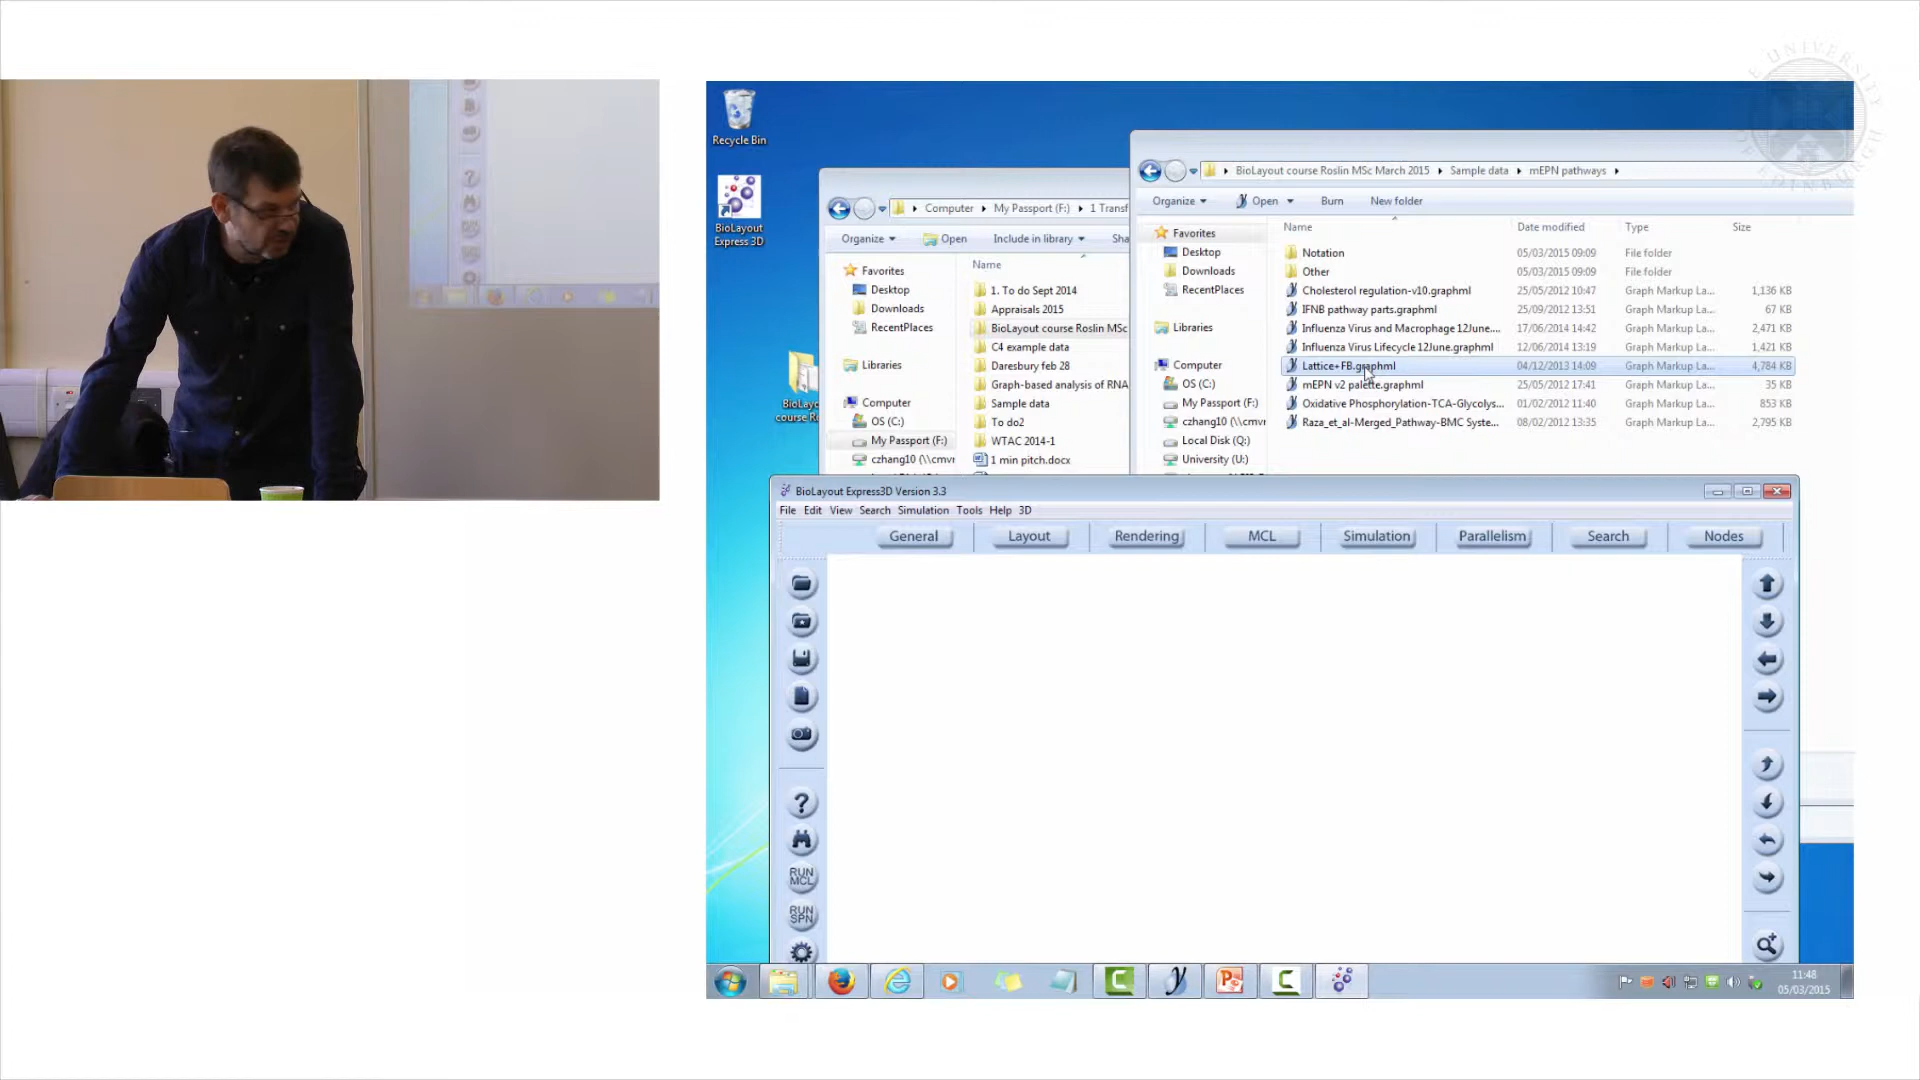 THE UNIVERSITY OF EDINBURGH
Recycle Bin
BioLayout Express 3D
BioLayout course Roslin MSc March 2015 Sample data mEPN pathways
Organize Open Burn New folder
Name Date modified Type Size
Favorites
Desktop
Downloads
RecentPlaces
Libraries
Computer
OS (C:)
My Passport (F:)
czhang10 (\\cmvr
Local Disk (Q:)
University (U:)
Notation 05/03/2015 09:09 File folder
Other 05/03/2015 09:09 File folder
Cholesterol regulation-v10.graphml 25/05/2012 10:47 Graph Markup La... 1,136 KB
IFNB pathway parts.graphml 25/09/2012 13:51 Graph Markup La... 67 KB
Influenza Virus and Macrophage 12June.... 17/06/2014 14:42 Graph Markup La... 2,471 KB
Influenza Virus Lifecycle 12June.graphml 12/06/2014 13:19 Graph Markup La... 1,421 KB
Lattice+FB.graphml 04/12/2013 14:09 Graph Markup La... 4,784 KB
mEPN v2 palette.graphml 25/05/2012 17:41 Graph Markup La... 35 KB
Oxidative Phosphorylation-TCA-Glycolys... 01/02/2012 11:40 Graph Markup La... 853 KB
Raza_et_al-Merged_Pathway-BMC Syste... 08/02/2012 13:35 Graph Markup La... 2,795 KB
Computer My Passport (F:) 1 Transf
Organize Open Include in library Sha
Name
Favorites
Desktop
Downloads
RecentPlaces
Libraries
Computer
OS (C:)
My Passport (F:)
czhang10 (\\cmvr
1. To do Sept 2014
Appraisals 2015
BioLayout course Roslin MSc
C4 example data
Daresbury feb 28
Graph-based analysis of RNA
Sample data
To do2
WTAC 2014-1
1 min pitch.docx
BioLayo
course Ro
BioLayout Express3D Version 3.3
File Edit View Search Simulation Tools Help 3D
General Layout Rendering MCL Simulation Parallelism Search Nodes
RUN MCL
RUN SPN
11:48
05/03/2015